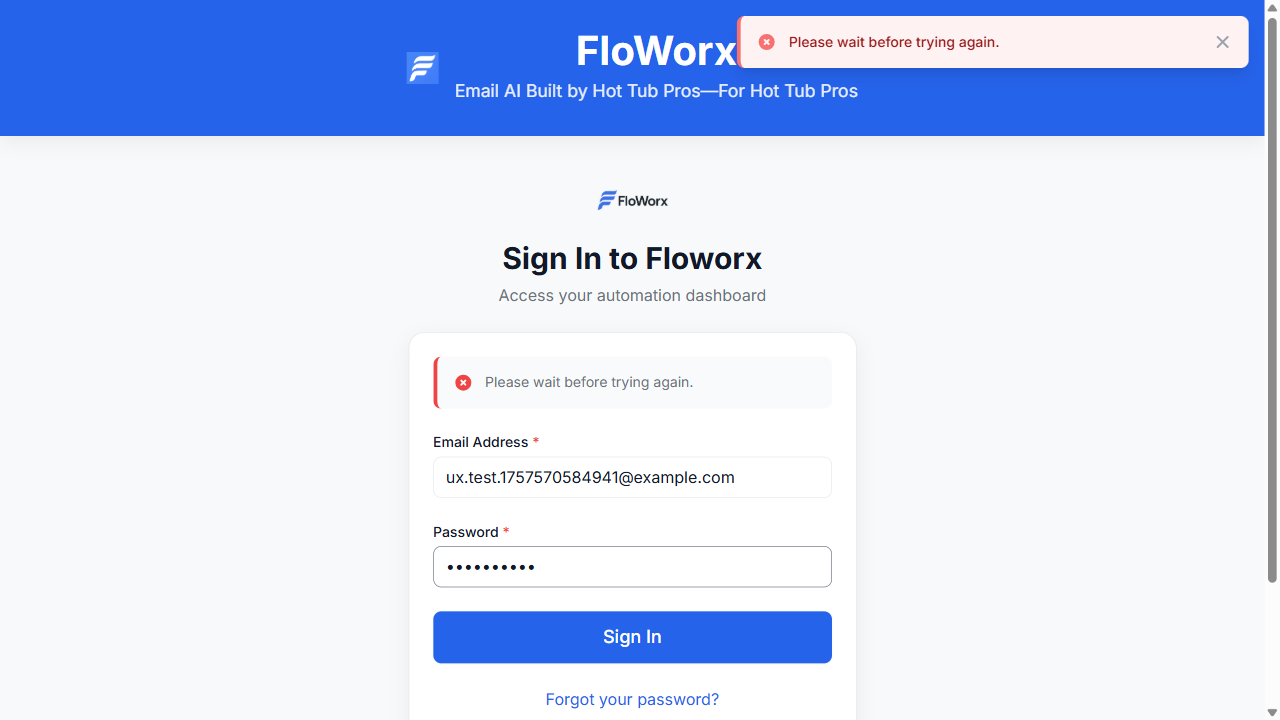 FloWorx
Please wait before trying again.
Email AI Built by Hot Tub Pros—For Hot Tub Pros
FloWorx
Sign In to Floworx
Access your automation dashboard
Please wait before trying again.
Email Address *
ux.test.1757570584941@example.com
Password *
••••••••••
Sign In
Forgot your password?